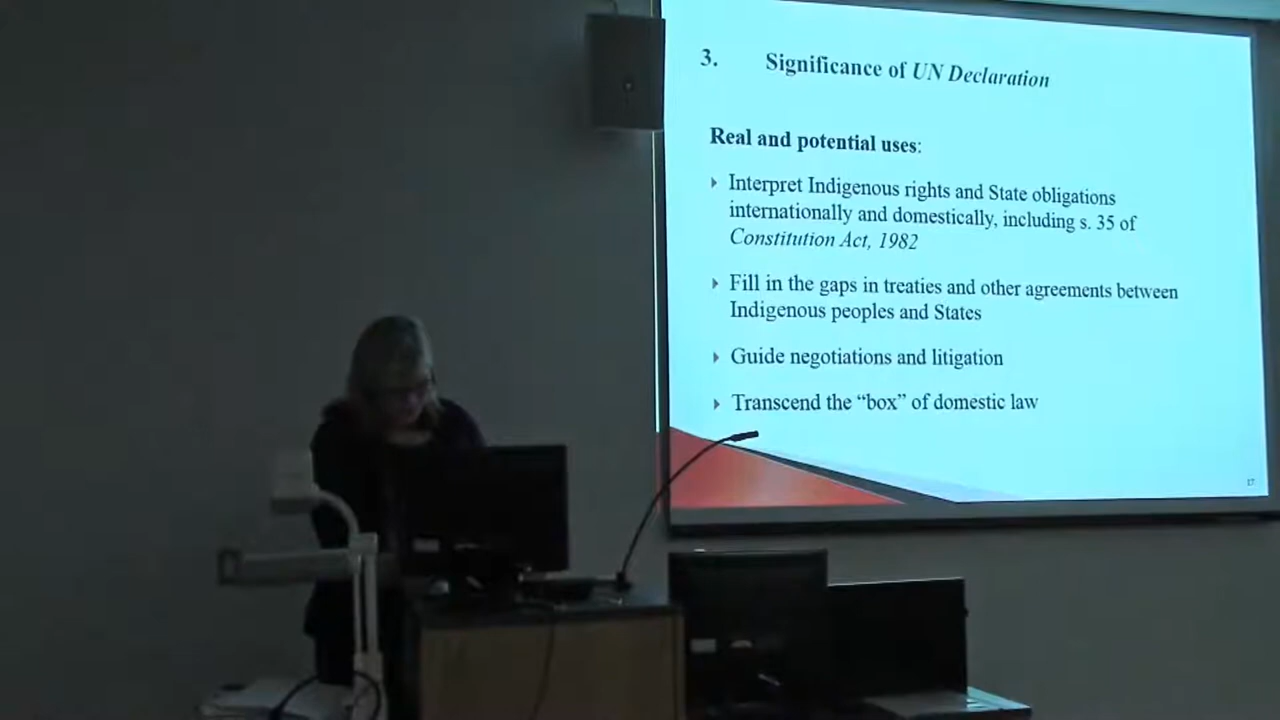 3. Significance of UN Declaration
Real and potential uses:
Interpret Indigenous rights and State obligations
internationally and domestically, including s. 35 of
Constitution Act, 1982
Fill in the gaps in treaties and other agreements between
Indigenous peoples and States
Guide negotiations and litigation
Transcend the “box” of domestic law
17